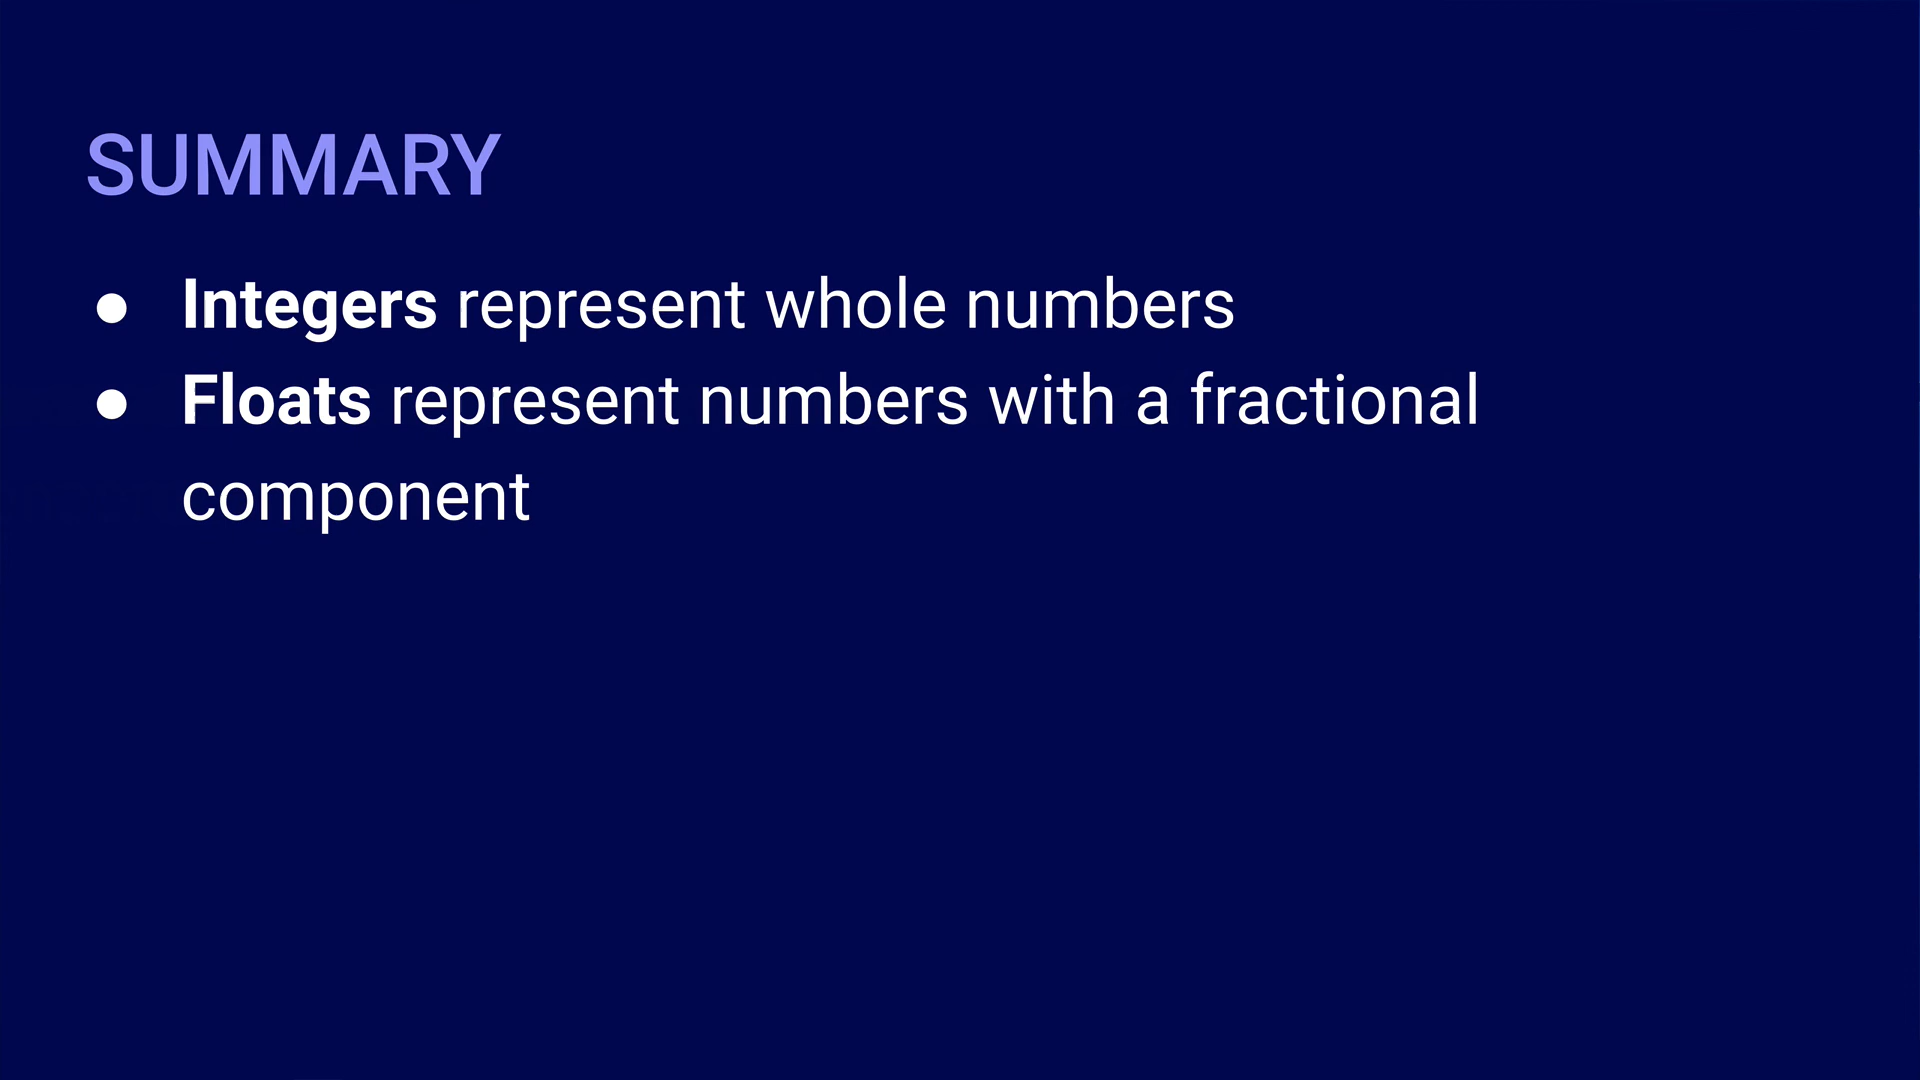 SUMMARY
● Integers represent whole numbers
● Floats represent numbers with a fractional
component